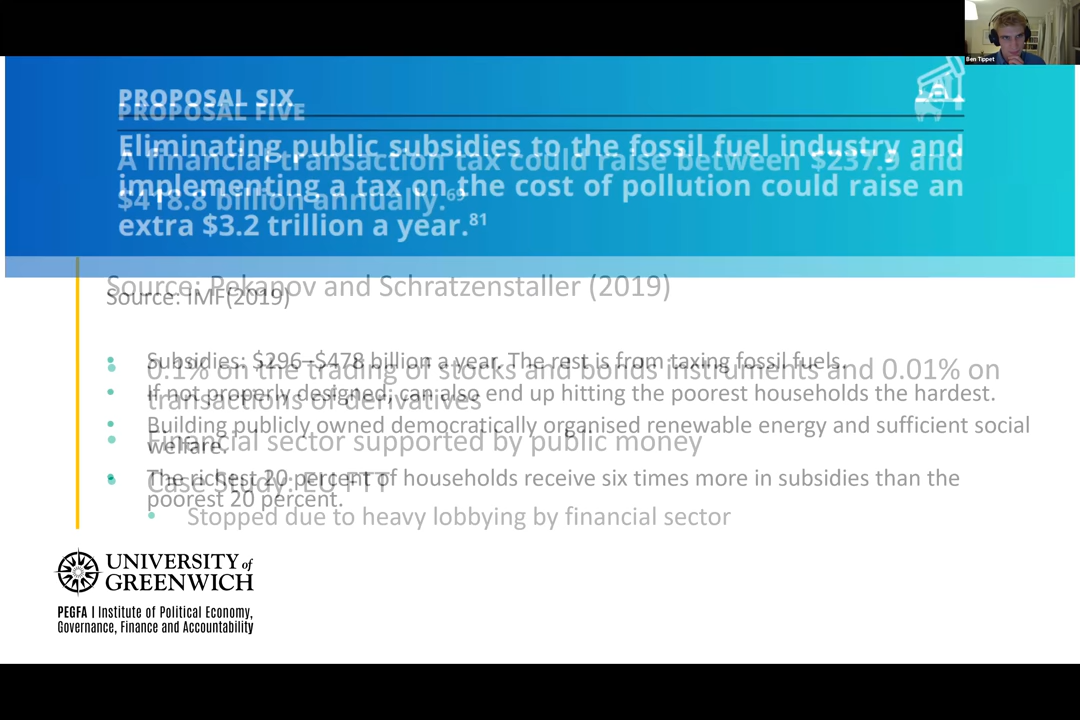 Ben Tippet
PROPOSAL SIX
Eliminating public subsidies to the fossil fuel industry and
implementing a tax on the cost of pollution could raise an
extra $3.2 trillion a year.81
Source: IMF(2019)
• Subsidies: $296–$478 billion a year. The rest is from taxing fossil fuels.
• If not properly designed, can also end up hitting the poorest households the hardest.
• Building publicly owned democratically organised renewable energy and sufficient social
welfare.
• The richest 20 percent of households receive six times more in subsidies than the
poorest 20 percent.
PROPOSAL FIVE
A financial transaction tax could raise between $237.9 and
$418.8 billion annually.69
Source: Pekanov and Schratzenstaller (2019)
• 0.1% on the trading of stocks and bonds instruments and 0.01% on
transactions of derivatives
• Financial sector supported by public money
• Case Study: EU FTT
• Stopped due to heavy lobbying by financial sector
UNIVERSITY of
GREENWICH
PEGFA | Institute of Political Economy,
Governance, Finance and Accountability